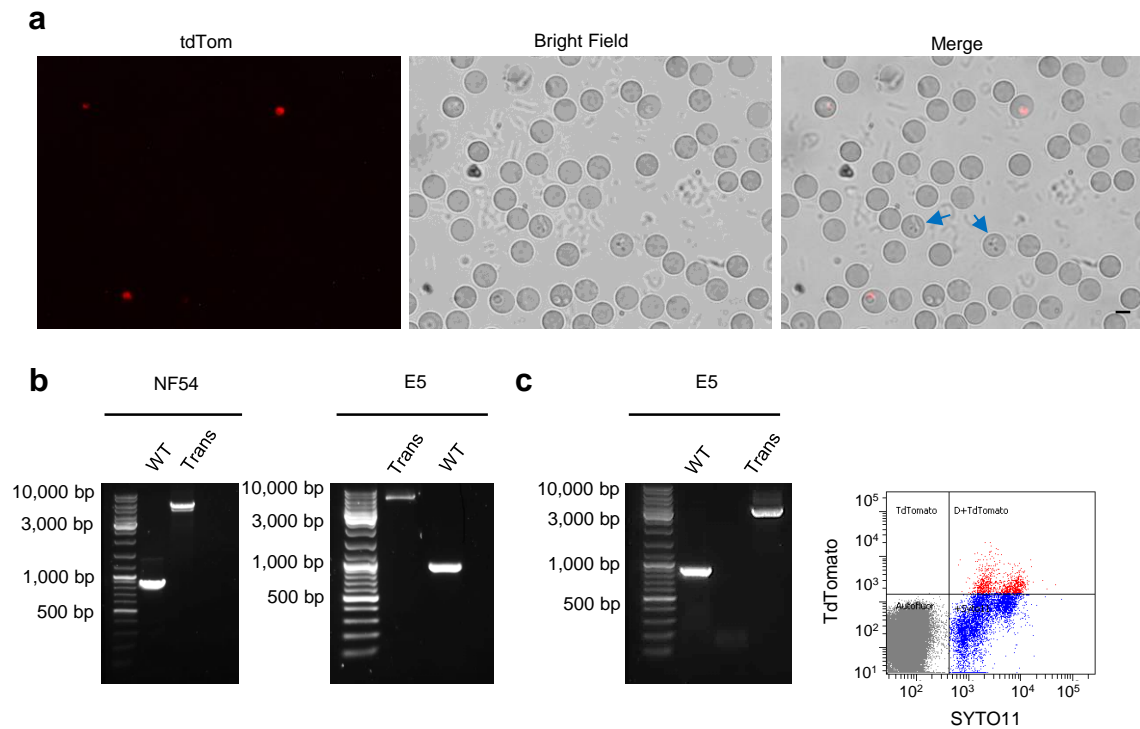 a
tdTom
Bright Field
Merge
b
NF54
WT
Trans
10,000 bp
3,000 bp
1,000 bp
500 bp
E5
Trans
WT
10,000 bp
3,000 bp
1,000 bp
500 bp
c
E5
WT
Trans
10,000 bp
3,000 bp
1,000 bp
500 bp
TdTomato
10⁵
10⁴
10³
10²
10¹
TdTomato
D+TdTomato
Autofluor
10² 10³ 10⁴ 10⁵
SYTO11